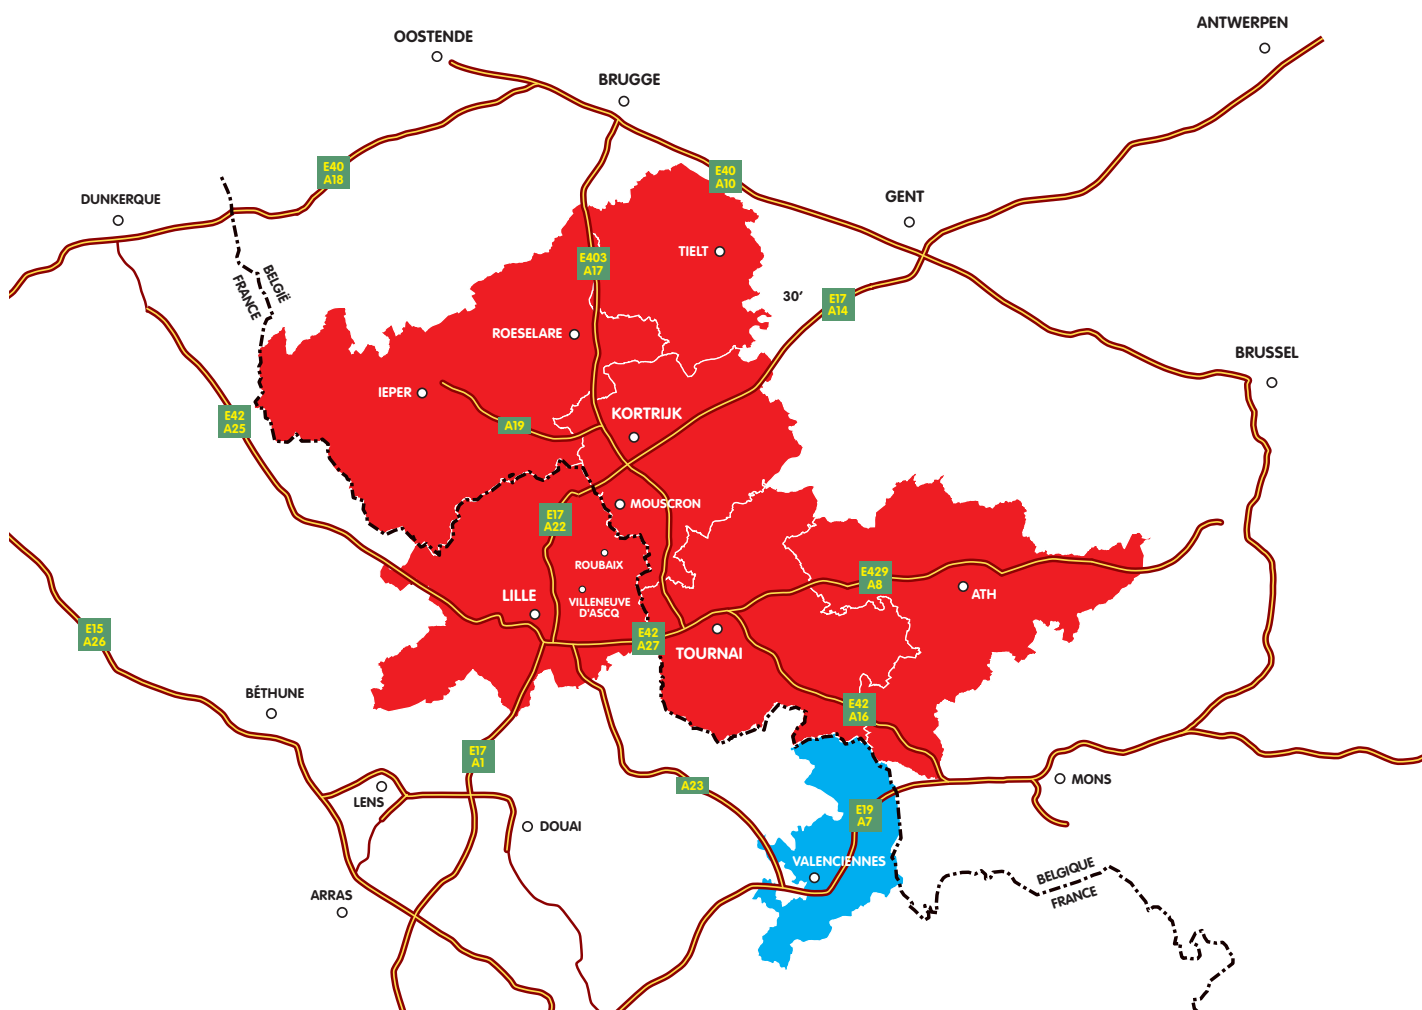 ANTWERPEN
OOSTENDE
BRUGGE
E40
A18
E40
A10
DUNKERQUE
GENT
TIELT
E403
A17
BELGIË
FRANCE
30'
E17
A14
ROESELARE
BRUSSEL
IEPER
KORTRIJK
E42
A25
A19
MOUSCRON
E17
A22
ROUBAIX
E429
A8
LILLE
VILLENEUVE
D'ASCQ
ATH
E15
A26
E42
A27
TOURNAI
BÉTHUNE
E42
A16
E17
A1
MONS
A23
LENS
E19
A7
DOUAI
VALENCIENNES
BELGIQUE
FRANCE
ARRAS